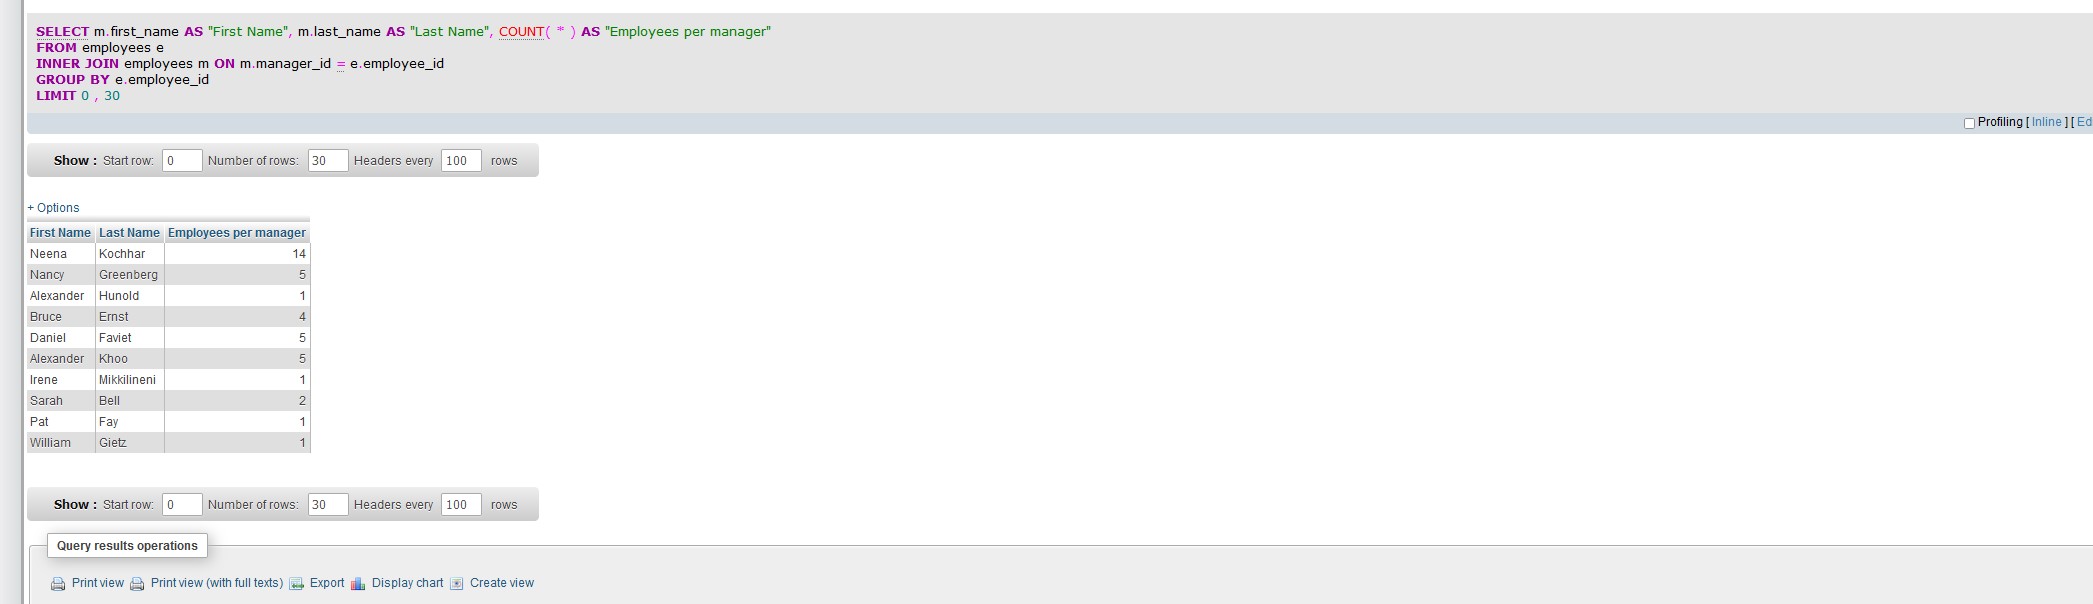 SELECT m.first_name AS "First Name", m.last_name AS "Last Name", COUNT( * ) AS "Employees per manager"
FROM employees e
INNER JOIN employees m ON m.manager_id = e.employee_id
GROUP BY e.employee_id
LIMIT 0 , 30
Profiling [ Inline ] [ Ed
Show : Start row: 0 Number of rows: 30 Headers every 100 rows
+ Options
First Name Last Name Employees per manager
Neena Kochhar 14
Nancy Greenberg 5
Alexander Hunold 1
Bruce Ernst 4
Daniel Faviet 5
Alexander Khoo 5
Irene Mikkilineni 1
Sarah Bell 2
Pat Fay 1
William Gietz 1
Show : Start row: 0 Number of rows: 30 Headers every 100 rows
Query results operations
Print view Print view (with full texts) Export Display chart Create view